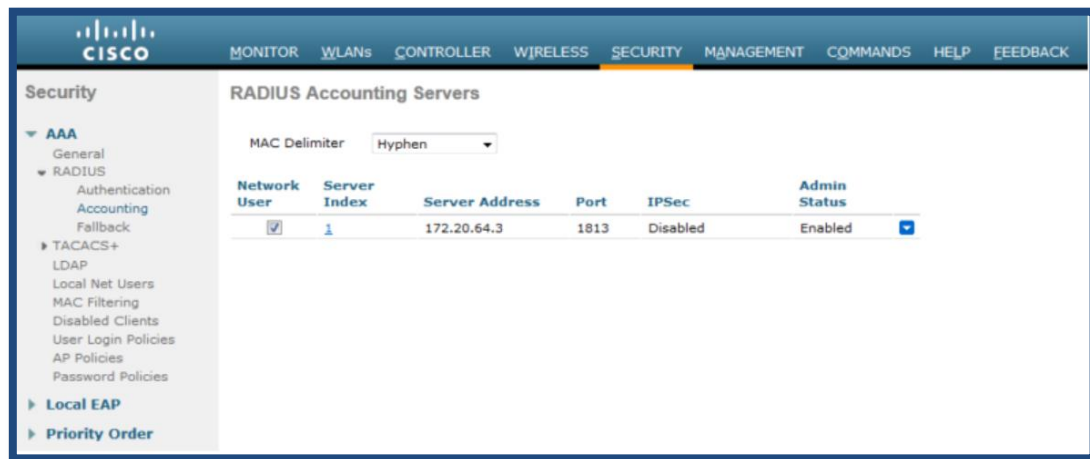 CISCO
MONITOR WLANs CONTROLLER WIRELESS SECURITY MANAGEMENT COMMANDS HELP FEEDBACK
Security
AAA
General
RADIUS
Authentication
Accounting
Fallback
TACACS+
LDAP
Local Net Users
MAC Filtering
Disabled Clients
User Login Policies
AP Policies
Password Policies
Local EAP
Priority Order
RADIUS Accounting Servers
MAC Delimiter Hyphen
Network User Server Index Server Address Port IPSec Admin Status
1 172.20.64.3 1813 Disabled Enabled